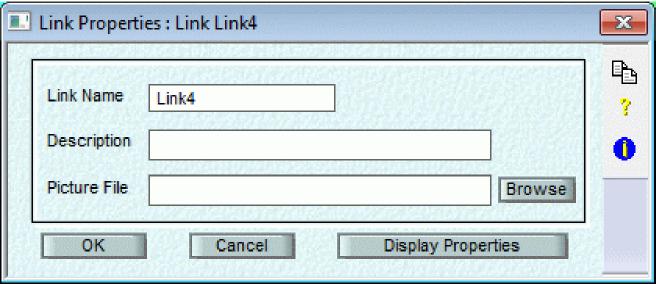 Link Properties : Link Link4
Link Name Link4
Description
Picture File Browse
OK Cancel Display Properties